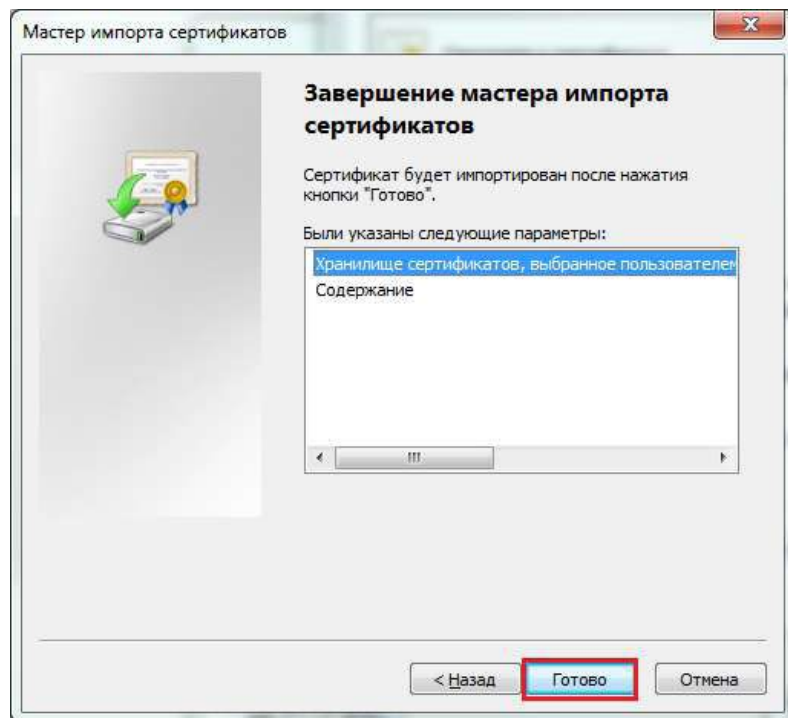 Мастер импорта сертификатов
Завершение мастера импорта
сертификатов
Сертификат будет импортирован после нажатия
кнопки "Готово".
Были указаны следующие параметры:
Хранилище сертификатов, выбранное пользователем
Содержание
< Назад
Готово
Отмена